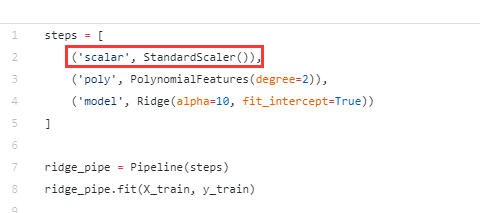 1 steps = [
2 ('scalar', StandardScaler()),
3 ('poly', PolynomialFeatures(degree=2)),
4 ('model', Ridge(alpha=10, fit_intercept=True))
5 ]
6
7 ridge_pipe = Pipeline(steps)
8 ridge_pipe.fit(X_train, y_train)
9